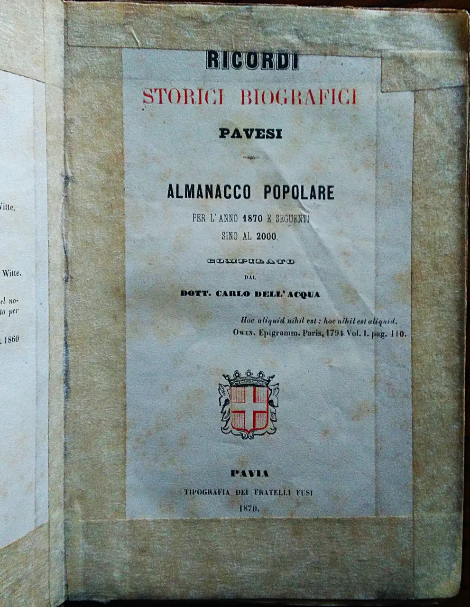 Witte.
Witte.
el no-
to per
, 1869
RICORDI
STORICI BIOGRAFICI
PAVESI
ALMANACCO POPOLARE
PER L'ANNO 1870 E SEGUENTI
SINO AL 2000.
COMPILATO
DAL
DOTT. CARLO DELL'ACQUA
Hoc aliquid nihil est: hoc nihil est aliquid.
Owen. Epigramm. Paris, 1794 Vol. I. pag. 110.
PAVIA
TIPOGRAFIA DEI FRATELLI FUSI
1870.